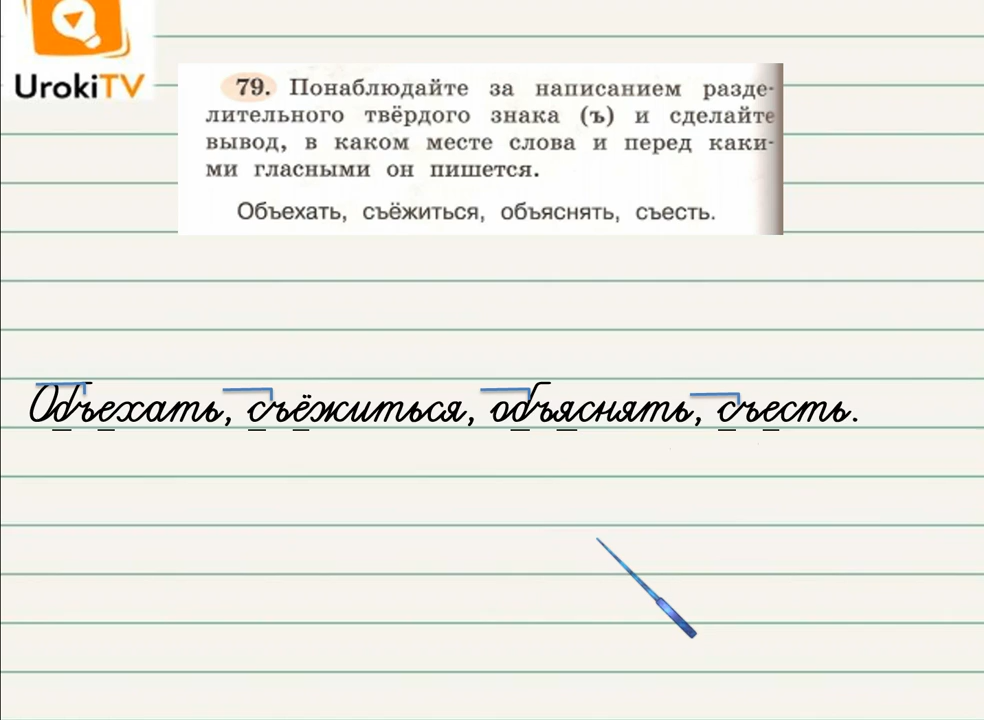 UrokiTV
79. Понаблюдайте за написанием разде-
лительного твёрдого знака (ъ) и сделайте
вывод, в каком месте слова и перед каки-
ми гласными он пишется.
Объехать, съёжиться, объяснять, съесть.
Объехать, съёжиться, объяснять, съесть.